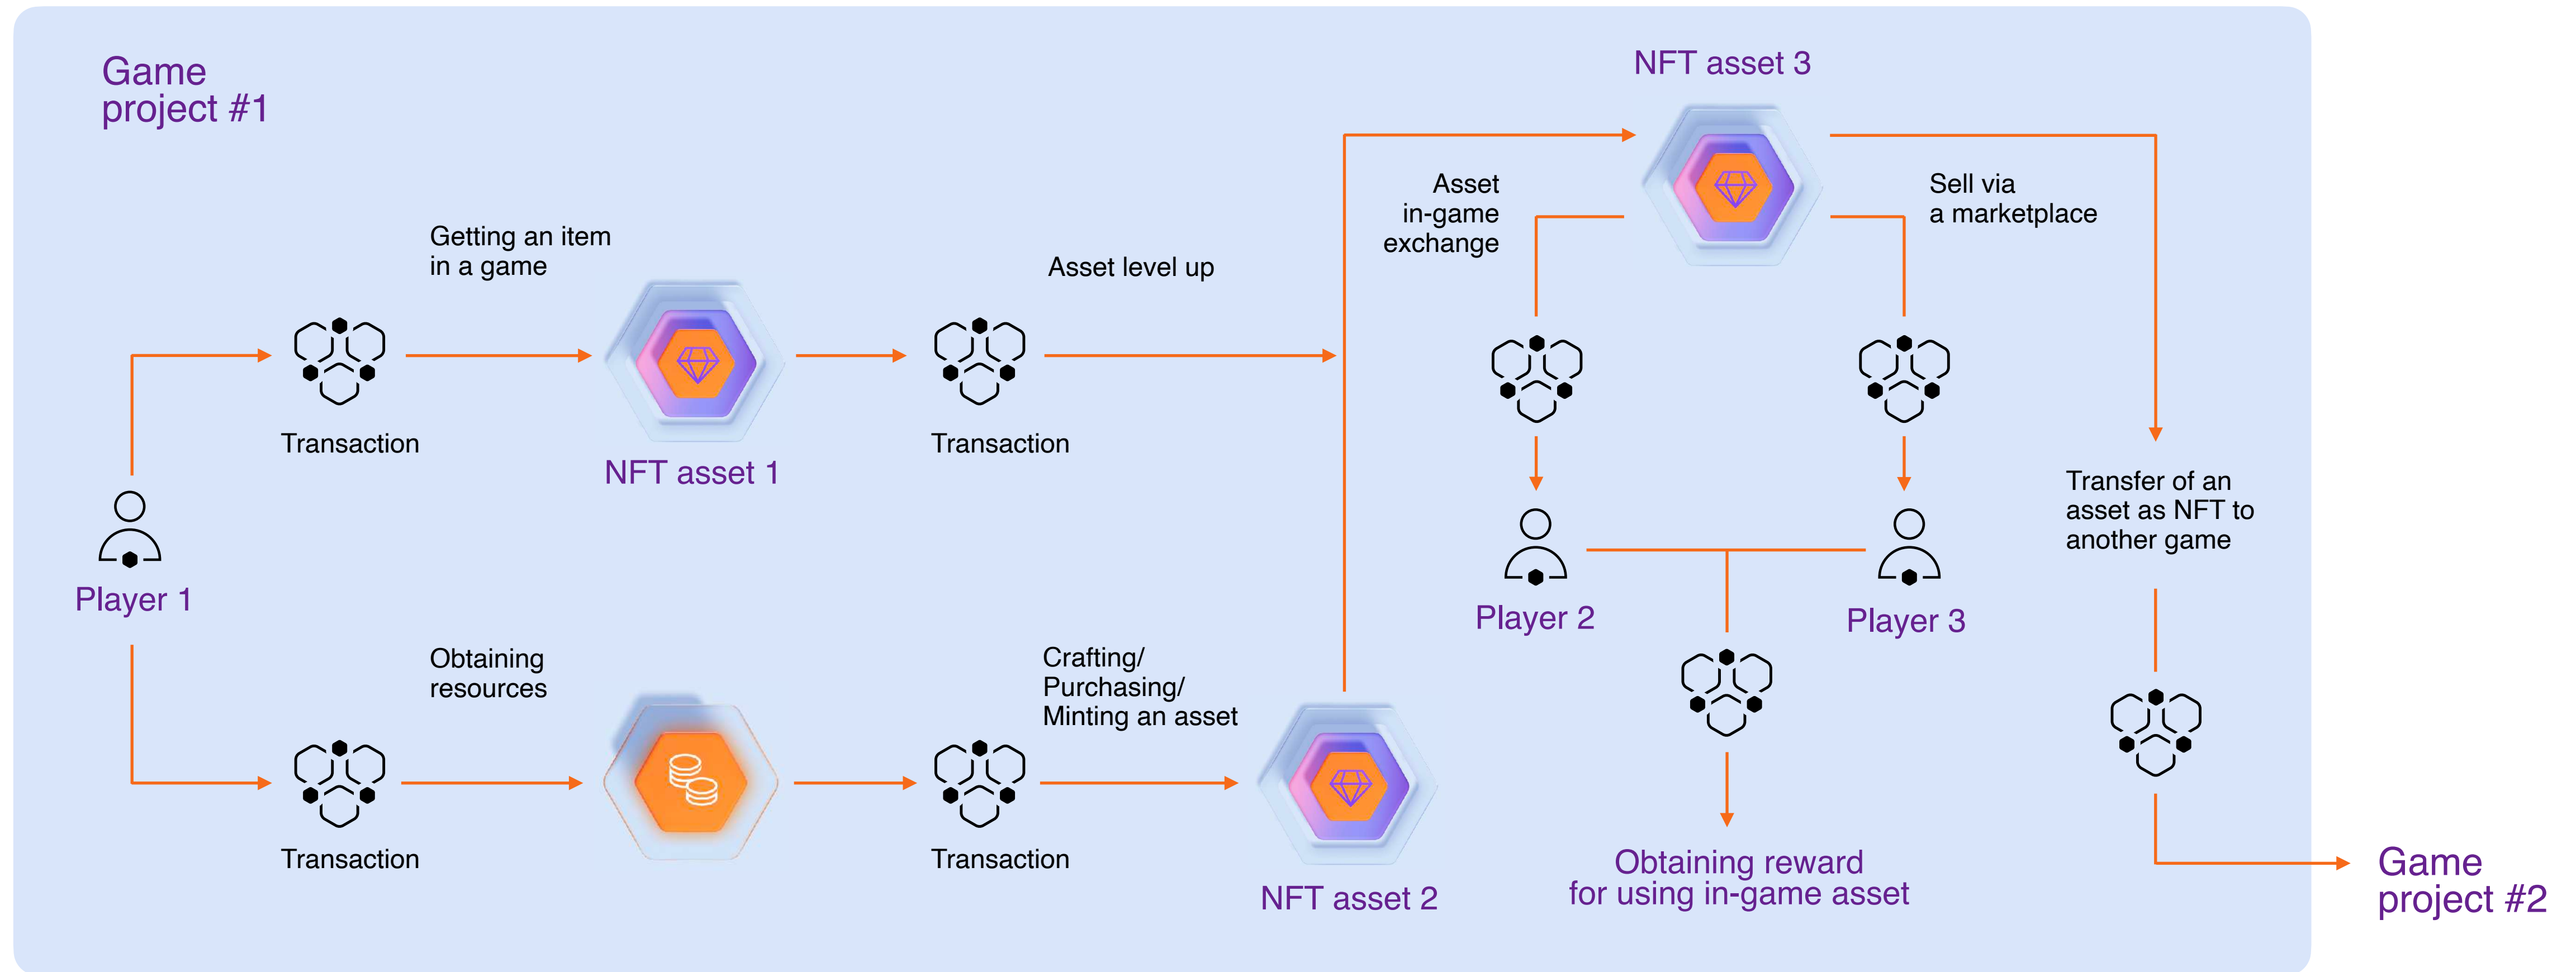 Game
project #1
NFT asset 3
Asset
in-game
exchange
Sell via
a marketplace
Getting an item
in a game
Asset level up
Transaction
NFT asset 1
Transaction
Transfer of an
asset as NFT to
another game
Player 1
Player 2
Player 3
Obtaining
resources
Crafting/
Purchasing/
Minting an asset
Transaction
Transaction
NFT asset 2
Obtaining reward
for using in-game asset
Game
project #2